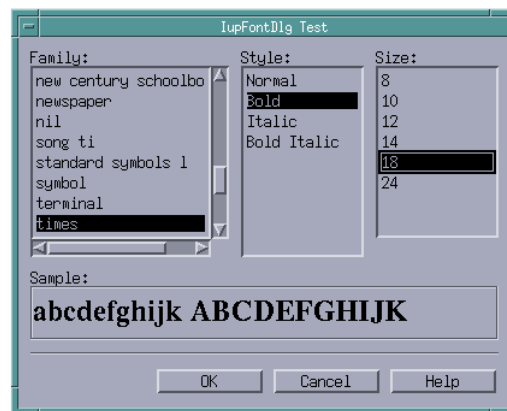 IupFontDlg Test
Family:
new century schoolbo
newspaper
nil
song ti
standard symbols l
symbol
terminal
times
Style:
Normal
Bold
Italic
Bold Italic
Size:
8
10
12
14
18
24
Sample:
abcdefghijk ABCDEFGHIJK
OK
Cancel
Help